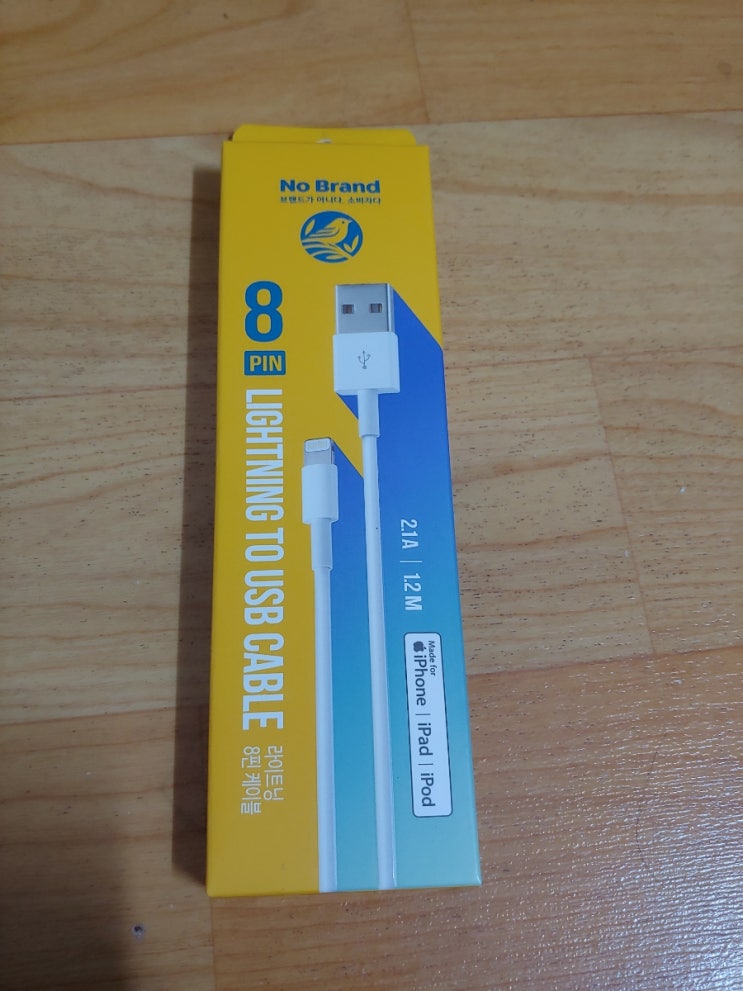 No Brand
브랜드가 아니다. 소비자다
8
PIN
LIGHTNING TO USB CABLE
라이트닝
8핀 케이블
2.1A | 1.2 M
Made for
iPhone | iPad | iPod